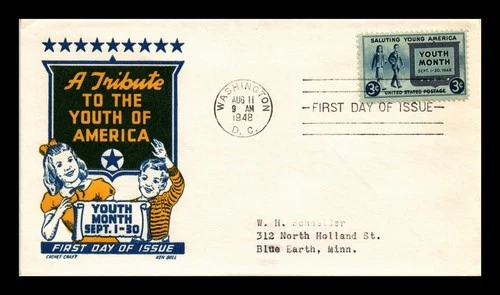 A Tribute
TO THE
YOUTH OF
AMERICA
YOUTH
MONTH
SEPT. 1-30
FIRST DAY OF ISSUE
CACHET CRAFT KEN BOLL
WASHINGTON
AUG 11
9 AM
1948
D. C.
FIRST DAY OF ISSUE
SALUTING YOUNG AMERICA
YOUTH
MONTH
SEPT. 1-30, 1948
3¢ 3¢
UNITED STATES POSTAGE
W. H.
312 North Holland St.
Blue Earth, Minn.